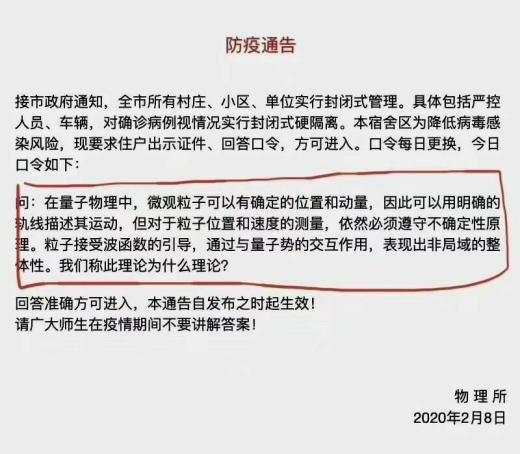 防疫通告
接市政府通知，全市所有村庄、小区、单位实行封闭式管理。具体包括严控
人员、车辆，对确诊病例视情况实行封闭式硬隔离。本宿舍区为降低病毒感
染风险，现要求住户出示证件、回答口令，方可进入。口令每日更换，今日
口令如下：
问：在量子物理中，微观粒子可以有确定的位置和动量，因此可以用明确的
轨线描述其运动，但对于粒子位置和速度的测量，依然必须遵守不确定性原
理。粒子接受波函数的引导，通过与量子势的交互作用，表现出非局域的整
体性。我们称此理论为什么理论？
回答准确方可进入，本通告自发布之时起生效！
请广大师生在疫情期间不要讲解答案！
物理所
2020年2月8日